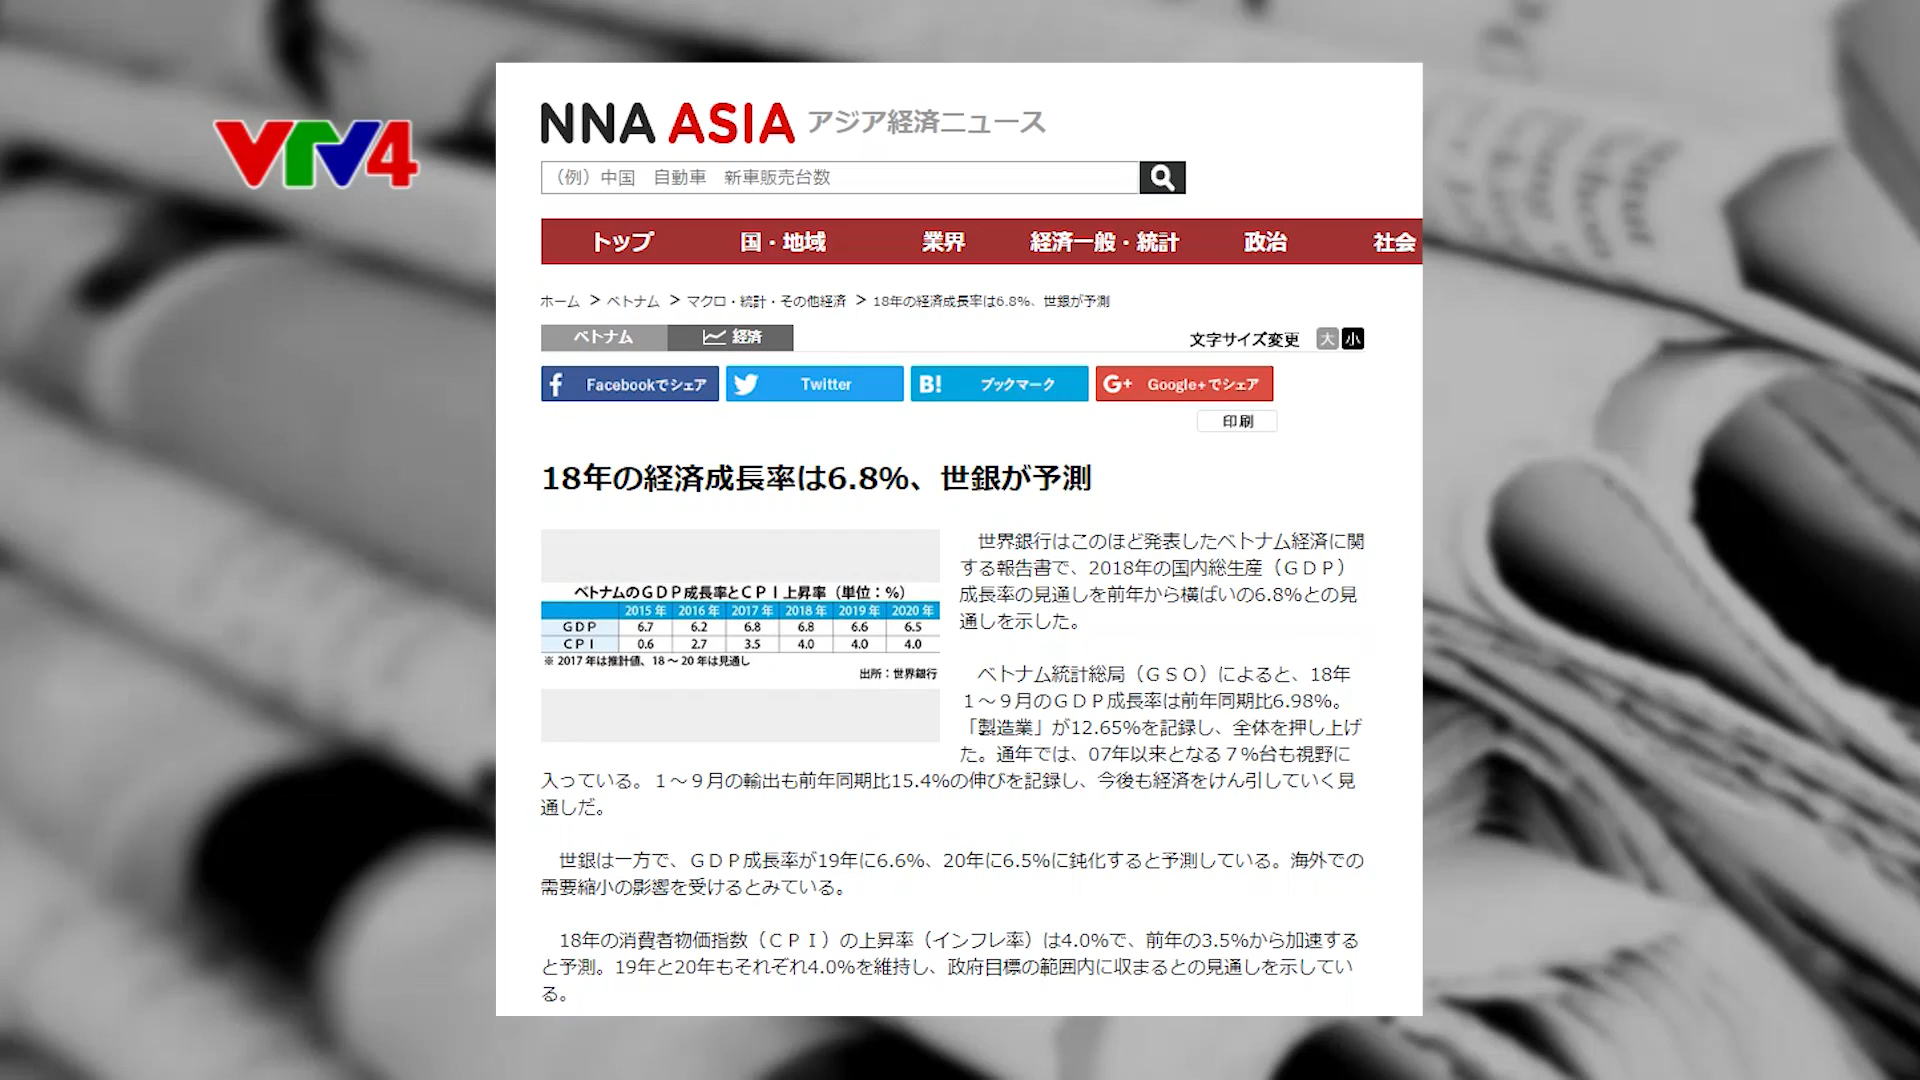 VTV4
NNA ASIA アジア経済ニュース
（例）中国　自動車　新車販売台数
トップ 国・地域 業界 経済一般・統計 政治 社会
ホーム > ベトナム > マクロ・統計・その他経済 > 18年の経済成長率は6.8%、世銀が予測
ベトナム 経済 文字サイズ変更 大 小
f Facebookでシェア Twitter B! ブックマーク G+ Google+でシェア
印刷
18年の経済成長率は6.8%、世銀が予測
ベトナムのＧＤＰ成長率とＣＰＩ上昇率（単位：％）
2015年 2016年 2017年 2018年 2019年 2020年
ＧＤＰ 6.7 6.2 6.8 6.8 6.6 6.5
ＣＰＩ 0.6 2.7 3.5 4.0 4.0 4.0
※ 2017年は推計値、18～20年は見通し
出所：世界銀行
世界銀行はこのほど発表したベトナム経済に関
する報告書で、2018年の国内総生産（ＧＤＰ）
成長率の見通しを前年から横ばいの6.8%との見
通しを示した。
ベトナム統計総局（ＧＳＯ）によると、18年
１～９月のＧＤＰ成長率は前年同期比6.98%。
「製造業」が12.65%を記録し、全体を押し上げ
た。通年では、07年以来となる７%台も視野に
入っている。１～９月の輸出も前年同期比15.4%の伸びを記録し、今後も経済をけん引していく見
通しだ。
世銀は一方で、ＧＤＰ成長率が19年に6.6%、20年に6.5%に鈍化すると予測している。海外での
需要縮小の影響を受けるとみている。
18年の消費者物価指数（ＣＰＩ）の上昇率（インフレ率）は4.0%で、前年の3.5%から加速する
と予測。19年と20年もそれぞれ4.0%を維持し、政府目標の範囲内に収まるとの見通しを示してい
る。